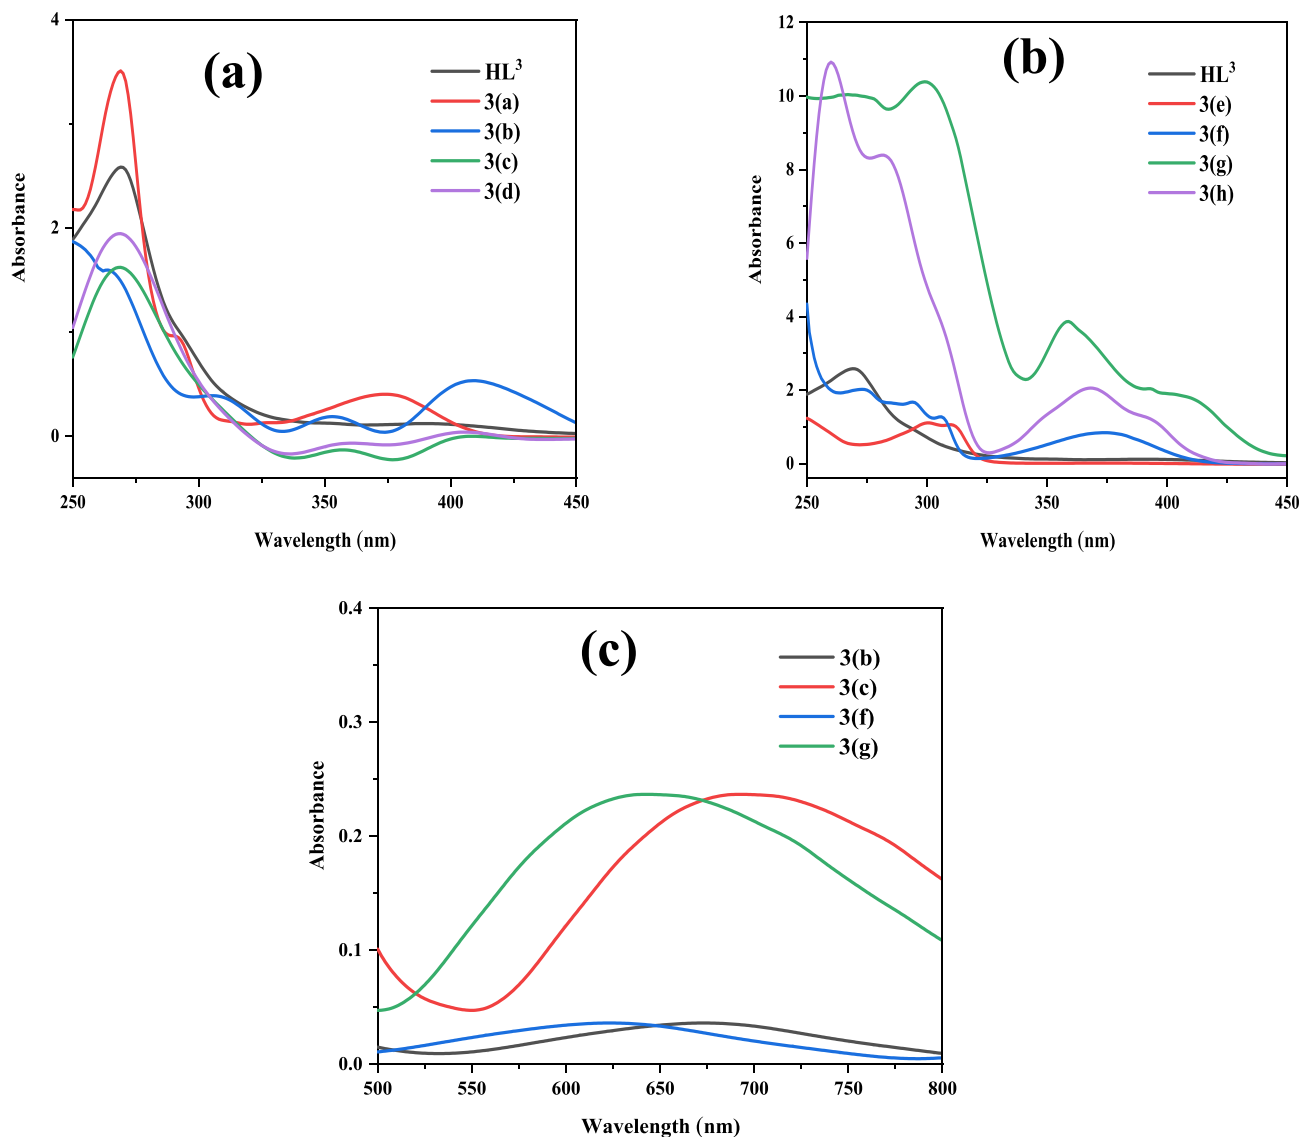 (a)
HL³
3(a)
3(b)
3(c)
3(d)
4
2
0
250 300 350 400 450
Absorbance
Wavelength (nm)
(b)
HL³
3(e)
3(f)
3(g)
3(h)
12
10
8
6
4
2
0
250 300 350 400 450
Absorbance
Wavelength (nm)
(c)
3(b)
3(c)
3(f)
3(g)
0.4
0.3
0.2
0.1
0.0
500 550 600 650 700 750 800
Absorbance
Wavelength (nm)